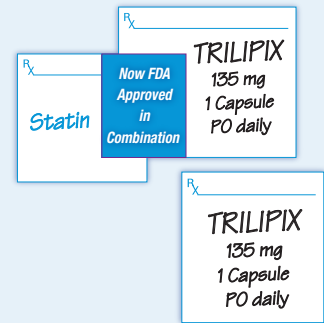 Rx
TRILIPIX
135 mg
1 Capsule
PO daily
Rx
Statin
Now FDA
Approved
in
Combination
Rx
TRILIPIX
135 mg
1 Capsule
PO daily